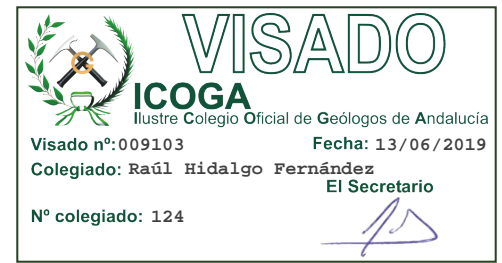 VISADO
ICOGA
Ilustre Colegio Oficial de Geólogos de Andalucía
Visado nº: 009103 Fecha: 13/06/2019
Colegiado: Raúl Hidalgo Fernández
El Secretario
Nº colegiado: 124